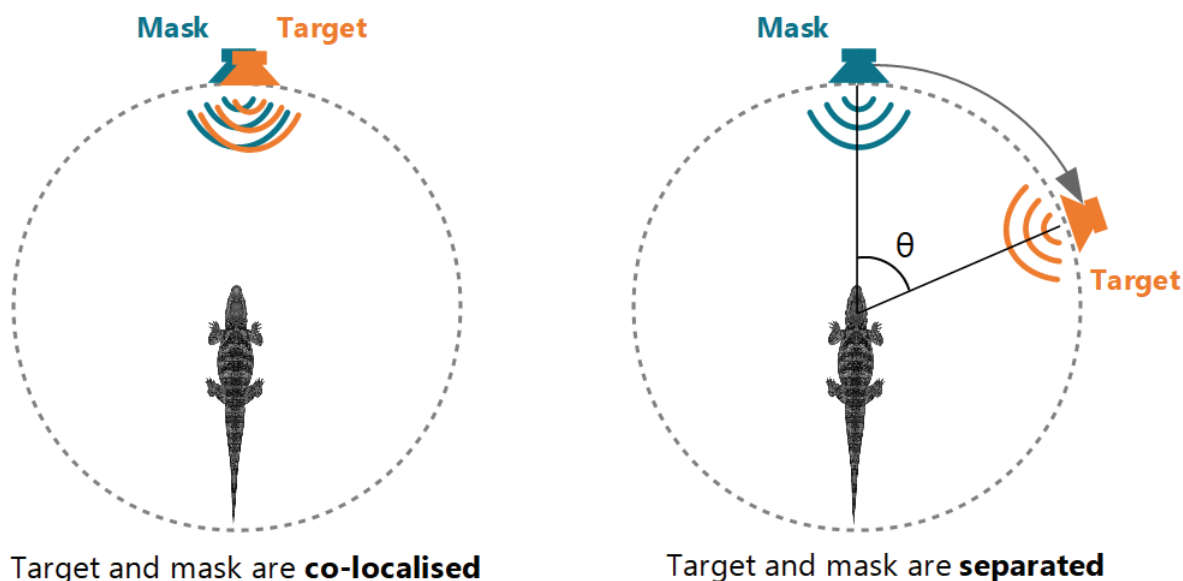 Mask Target
Target and mask are co-localised
Mask
θ
Target
Target and mask are separated